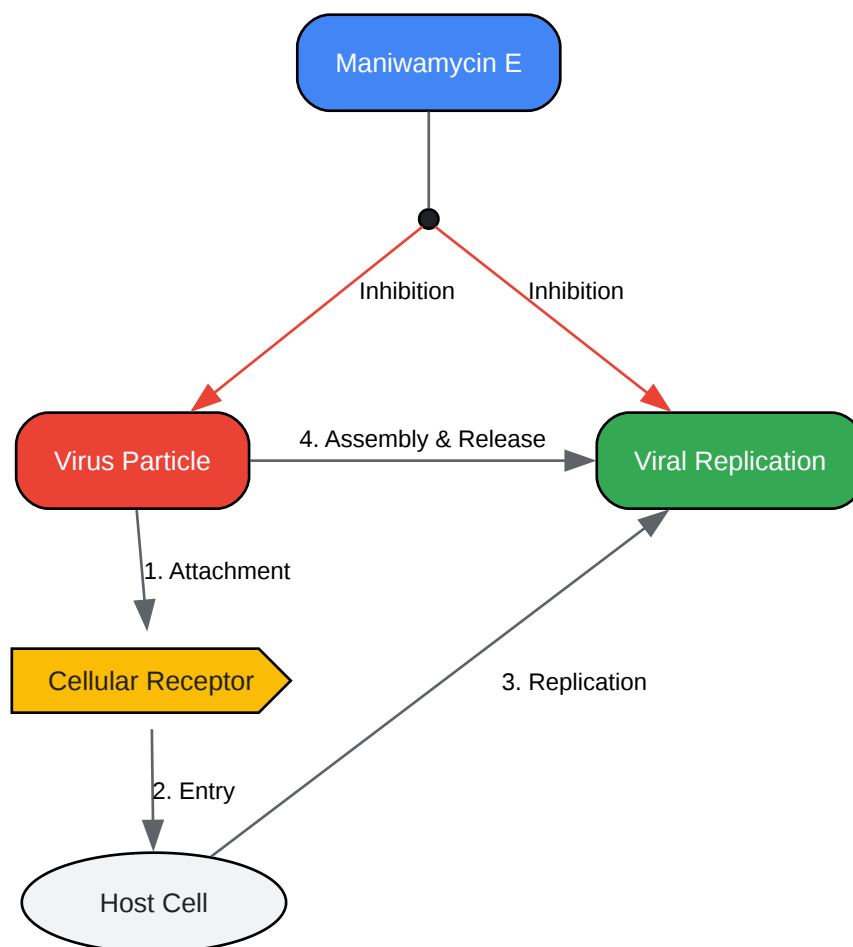 Maniwamycin E
Inhibition
Inhibition
4. Assembly & Release
Virus Particle
Viral Replication
1. Attachment
Cellular Receptor
3. Replication
2. Entry
Host Cell